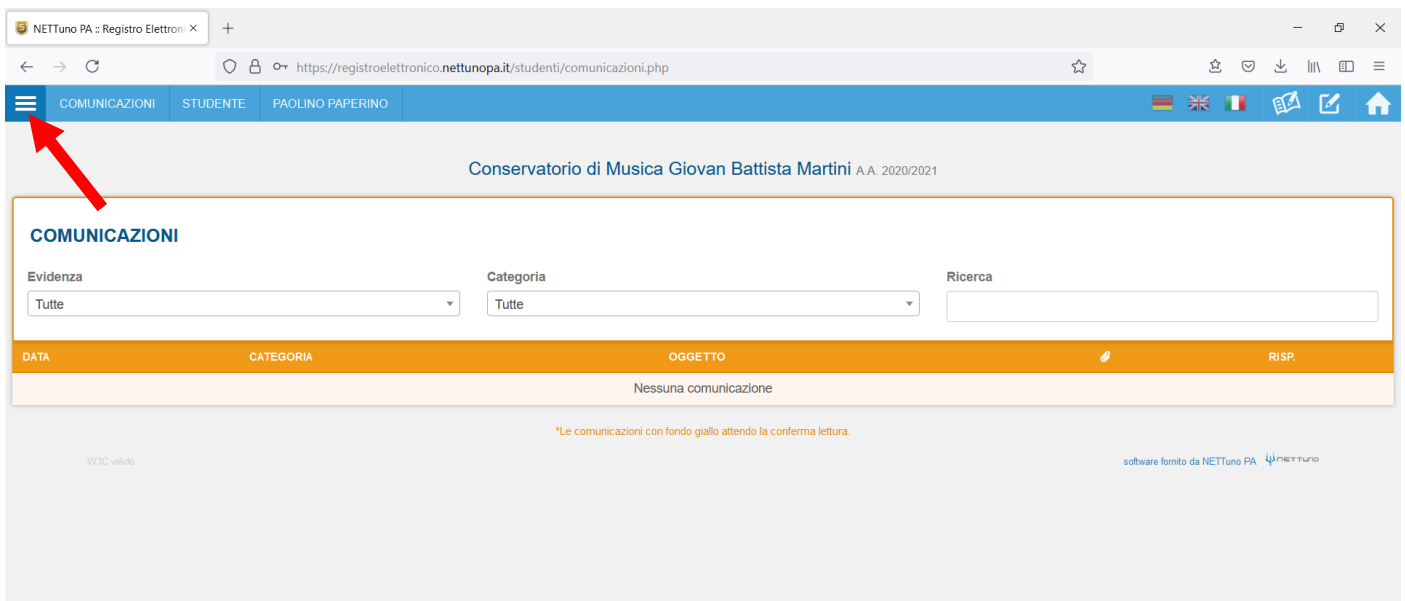 NETTuno PA :: Registro Elettroni
https://registroelettronico.nettunopa.it/studenti/comunicazioni.php
COMUNICAZIONI STUDENTE PAOLINO PAPERINO
Conservatorio di Musica Giovan Battista Martini A.A. 2020/2021
COMUNICAZIONI
Evidenza Categoria Ricerca
Tutte Tutte
DATA CATEGORIA OGGETTO RISP.
Nessuna comunicazione
*Le comunicazioni con fondo giallo attendo la conferma lettura.
W3C valido software fornito da NETTuno PA NETTUNO